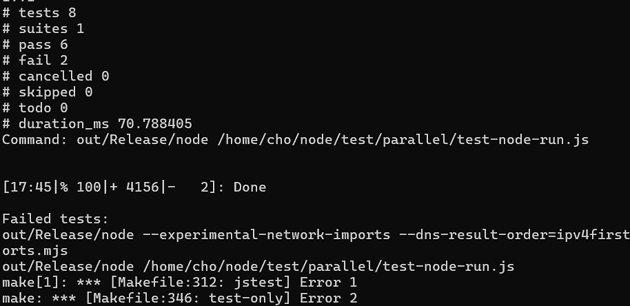 # tests 8
# suites 1
# pass 6
# fail 2
# cancelled 0
# skipped 0
# todo 0
# duration_ms 70.788405
Command: out/Release/node /home/cho/node/test/parallel/test-node-run.js
[17:45|% 100|+ 4156|-   2]: Done
Failed tests:
out/Release/node --experimental-network-imports --dns-result-order=ipv4first
orts.mjs
out/Release/node /home/cho/node/test/parallel/test-node-run.js
make[1]: *** [Makefile:312: jstest] Error 1
make: *** [Makefile:346: test-only] Error 2